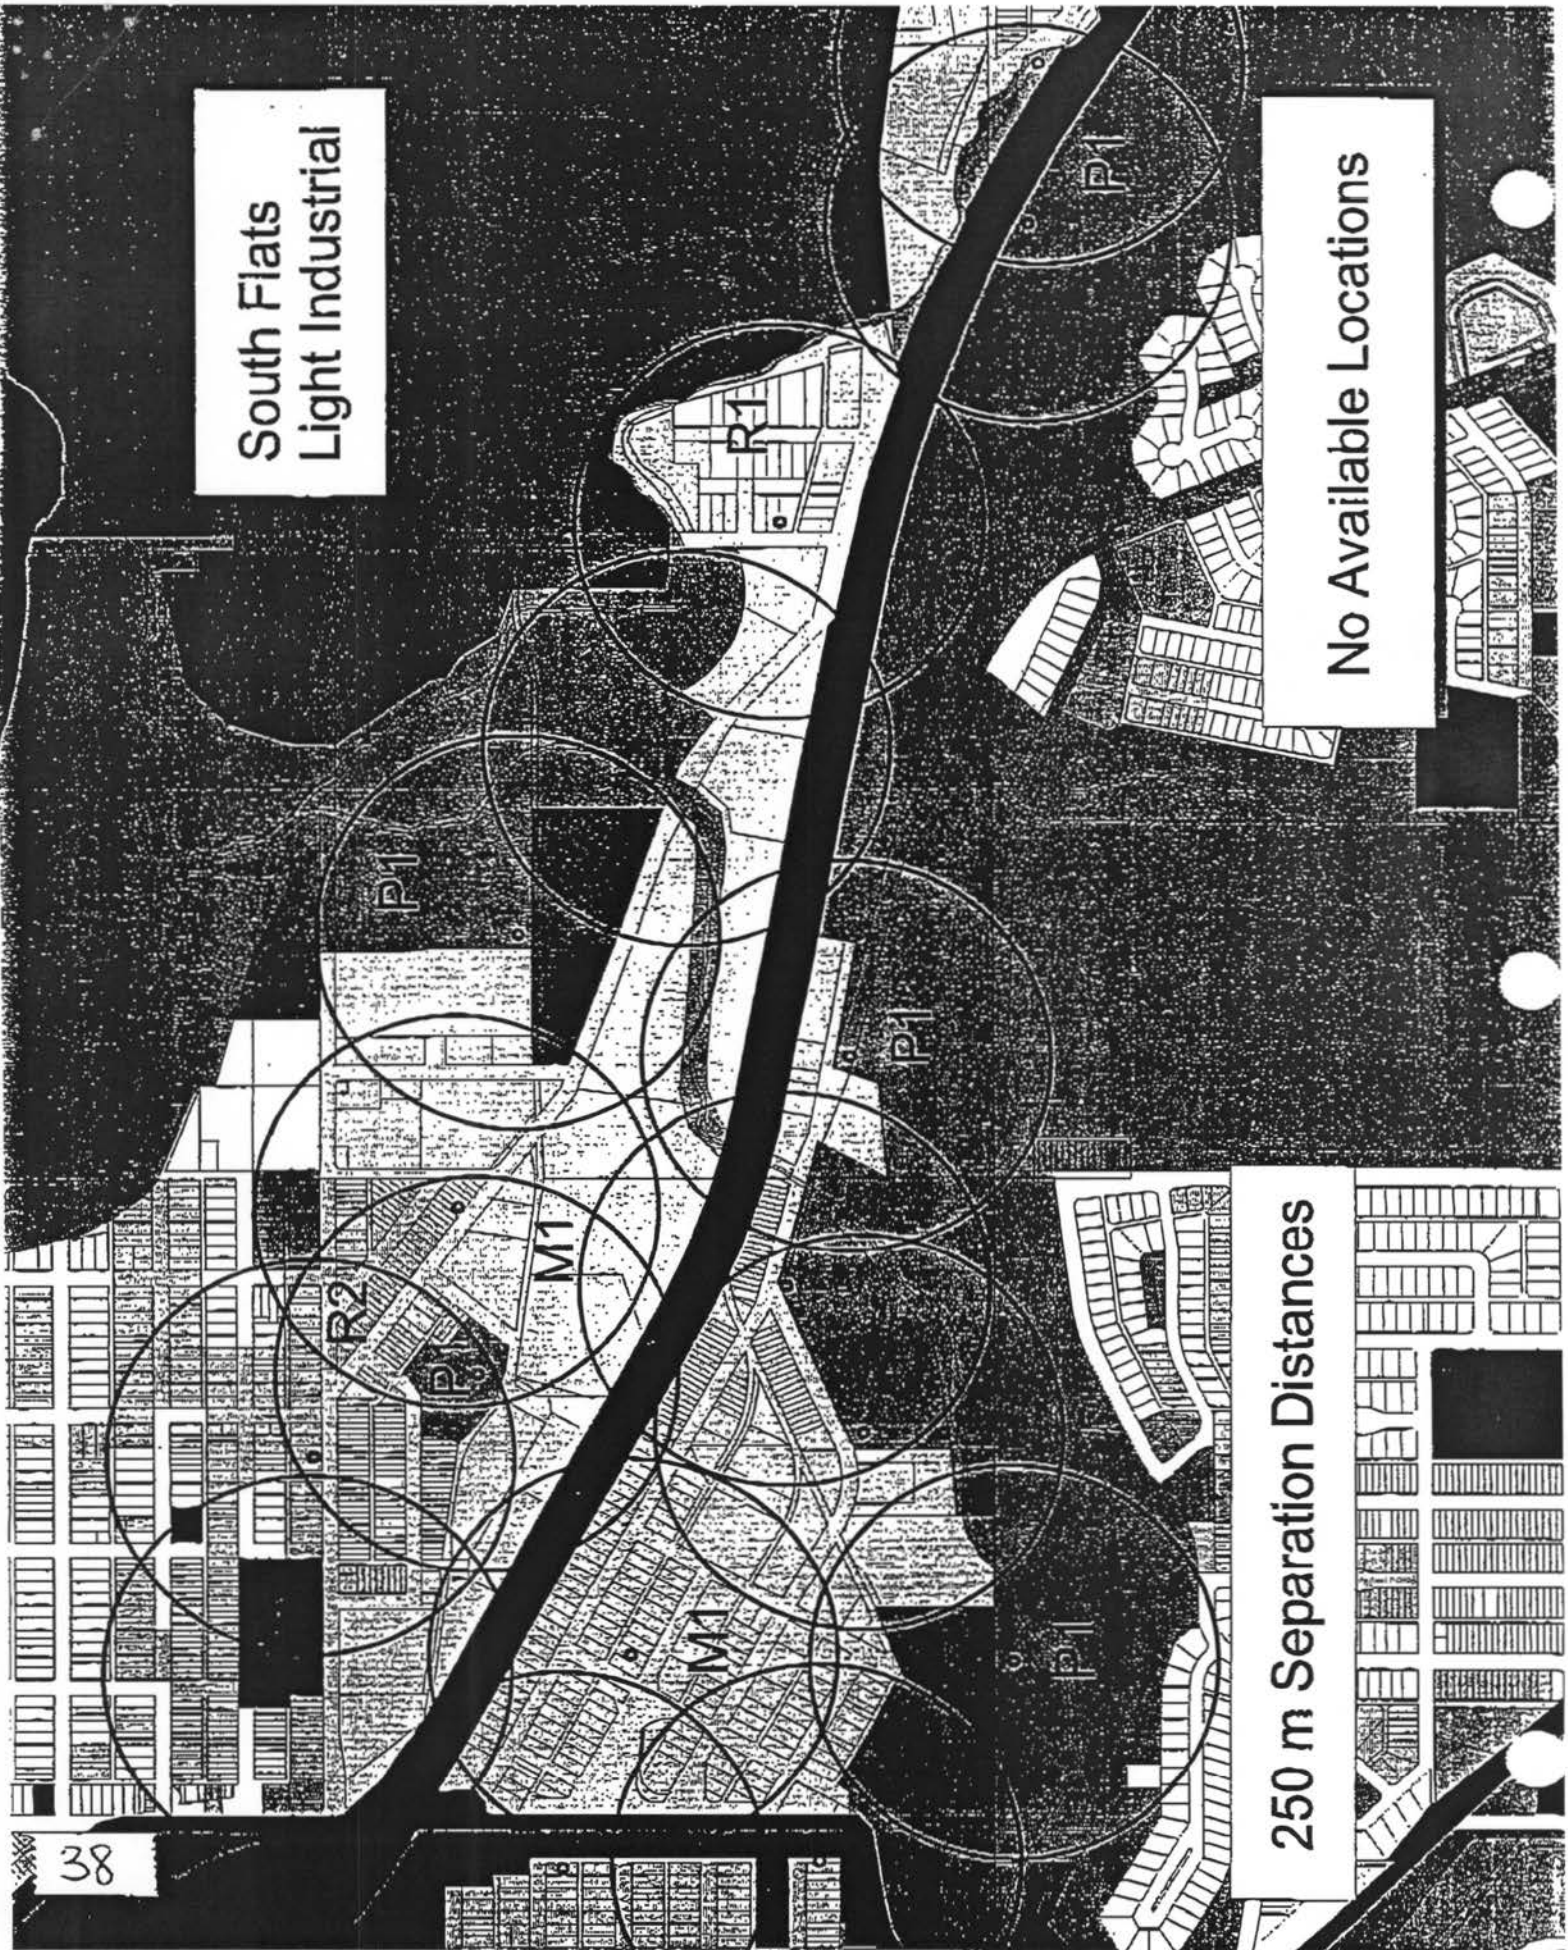 South Flats
Light Industrial
P1
R1
No Available Locations
P1
P1
R2
M1
P1
M1
P1
250 m Separation Distances
38